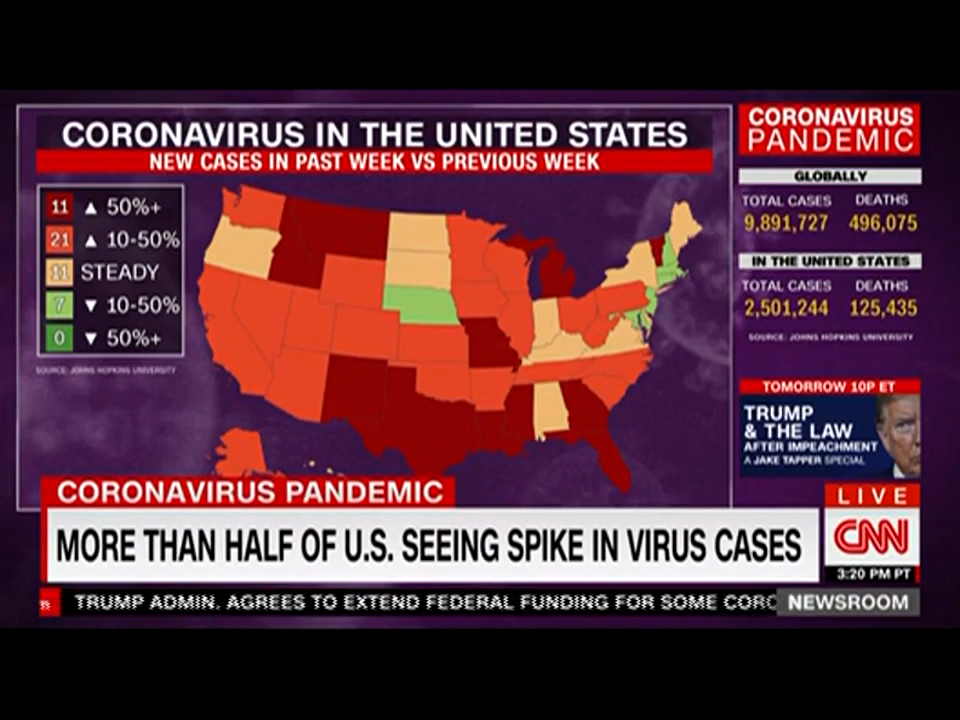 CORONAVIRUS IN THE UNITED STATES
NEW CASES IN PAST WEEK VS PREVIOUS WEEK
11 ▲ 50%+
21 ▲ 10-50%
11 STEADY
7 ▼ 10-50%
0 ▼ 50%+
SOURCE: JOHNS HOPKINS UNIVERSITY
CORONAVIRUS
PANDEMIC
GLOBALLY
TOTAL CASES DEATHS
9,891,727 496,075
IN THE UNITED STATES
TOTAL CASES DEATHS
2,501,244 125,435
SOURCE: JOHNS HOPKINS UNIVERSITY
TOMORROW 10P ET
TRUMP
& THE LAW
AFTER IMPEACHMENT
A JAKE TAPPER SPECIAL
CORONAVIRUS PANDEMIC
MORE THAN HALF OF U.S. SEEING SPIKE IN VIRUS CASES
LIVE
CNN
3:20 PM PT
TRUMP ADMIN. AGREES TO EXTEND FEDERAL FUNDING FOR SOME CORO
NEWSROOM